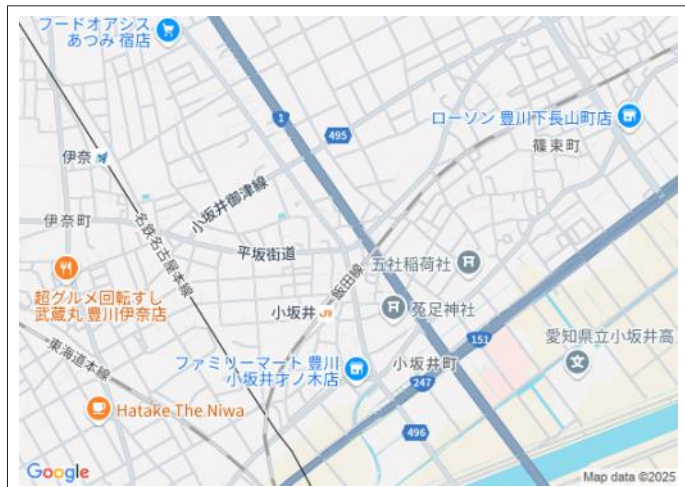 フードオアシス
あつみ 宿店
1
495
ローソン 豊川下長山町店
篠束町
伊奈
小坂井御津線
伊奈町
名鉄名古屋本線
平坂街道
飯田線
五社稲荷社
超グルメ回転すし
武蔵丸 豊川伊奈店
小坂井
JR
菟足神社
東海道本線
ファミリーマート 豊川
小坂井才ノ木店
小坂井町
151
愛知県立小坂井高
247
Hatake The Niwa
496
Google
Map data ©2025